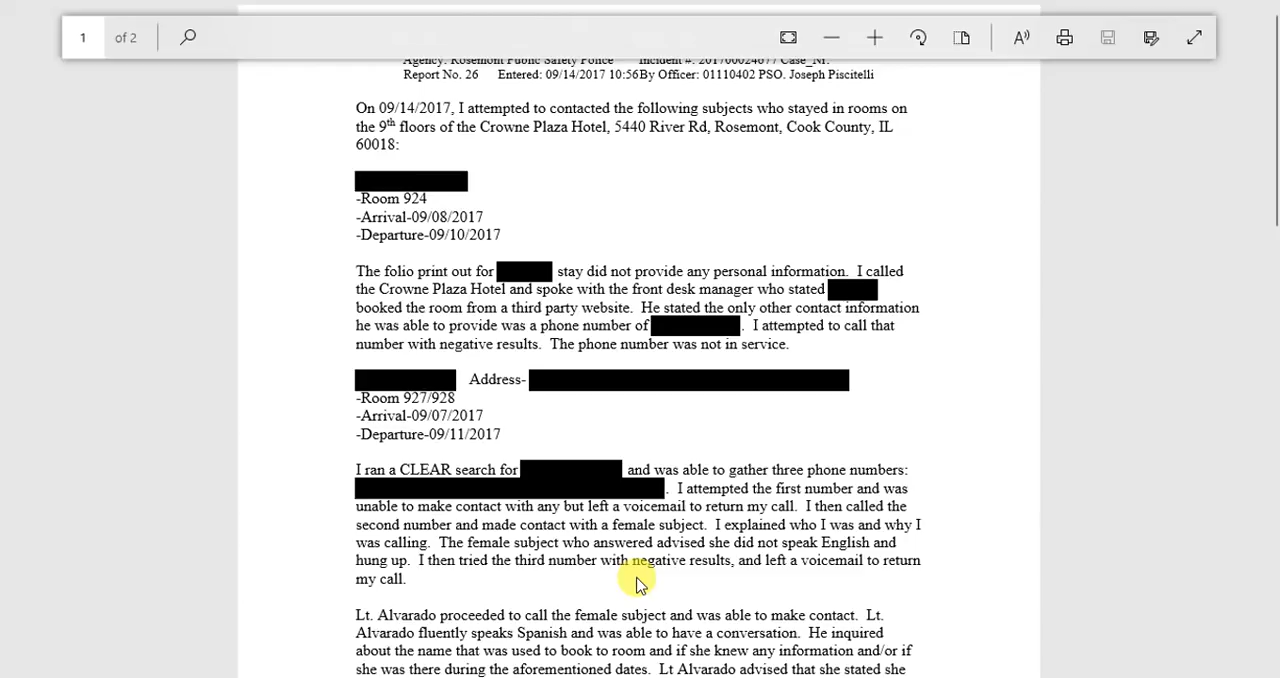 1 of 2
Agency: Rosemont Public Safety Police Incident #: 201700024677 Case_Nr:
Report No. 26 Entered: 09/14/2017 10:56By Officer: 01110402 PSO. Joseph Piscitelli
On 09/14/2017, I attempted to contacted the following subjects who stayed in rooms on
the 9th floors of the Crowne Plaza Hotel, 5440 River Rd, Rosemont, Cook County, IL
60018:
-Room 924
-Arrival-09/08/2017
-Departure-09/10/2017
The folio print out for stay did not provide any personal information. I called
the Crowne Plaza Hotel and spoke with the front desk manager who stated
booked the room from a third party website. He stated the only other contact information
he was able to provide was a phone number of . I attempted to call that
number with negative results. The phone number was not in service.
Address-
-Room 927/928
-Arrival-09/07/2017
-Departure-09/11/2017
I ran a CLEAR search for and was able to gather three phone numbers:
. I attempted the first number and was
unable to make contact with any but left a voicemail to return my call. I then called the
second number and made contact with a female subject. I explained who I was and why I
was calling. The female subject who answered advised she did not speak English and
hung up. I then tried the third number with negative results, and left a voicemail to return
my call.
Lt. Alvarado proceeded to call the female subject and was able to make contact. Lt.
Alvarado fluently speaks Spanish and was able to have a conversation. He inquired
about the name that was used to book to room and if she knew any information and/or if
she was there during the aforementioned dates. Lt Alvarado advised that she stated she